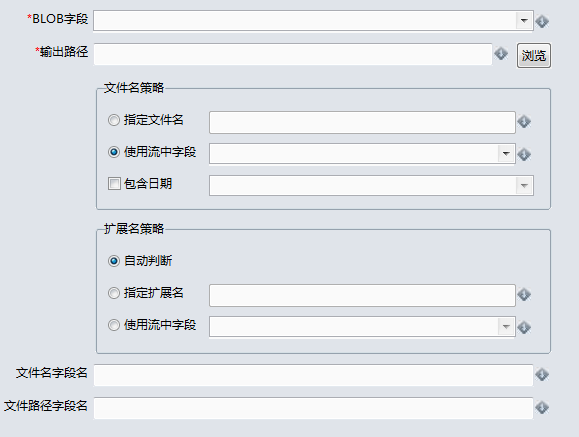 *BLOB字段
*输出路径
浏览
文件名策略
指定文件名
使用流中字段
包含日期
扩展名策略
自动判断
指定扩展名
使用流中字段
文件名字段名
文件路径字段名